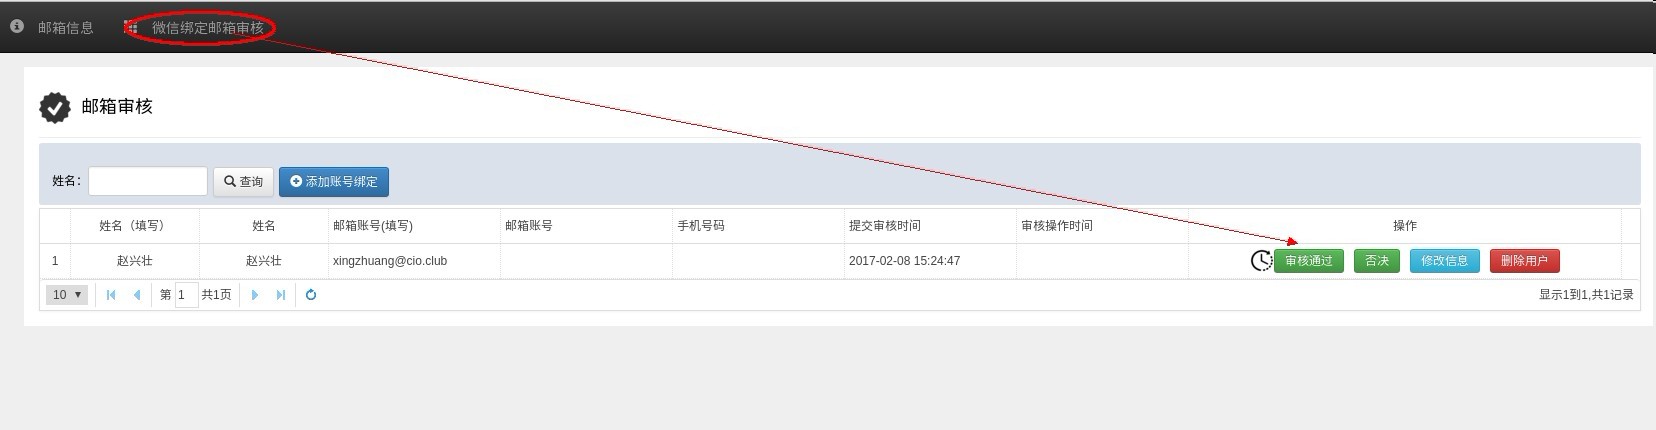 邮箱信息 微信绑定邮箱审核
邮箱审核
姓名: 查询 添加账号绑定
姓名（填写） 姓名 邮箱账号(填写) 邮箱账号 手机号码 提交审核时间 审核操作时间 操作
1 赵兴壮 赵兴壮 xingzhuang@cio.club 2017-02-08 15:24:47 审核通过 否决 修改信息 删除用户
10 第 1 共1页 显示1到1,共1记录